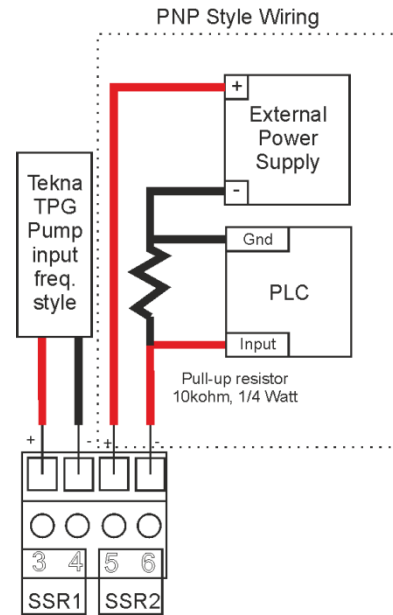 PNP Style Wiring
+
External
Power
Supply
-
Tekna
TPG
Pump
input
freq.
style
Gnd
PLC
Input
Pull-up resistor
10kohm, 1/4 Watt
+ - + -
3 4 5 6
SSR1 SSR2